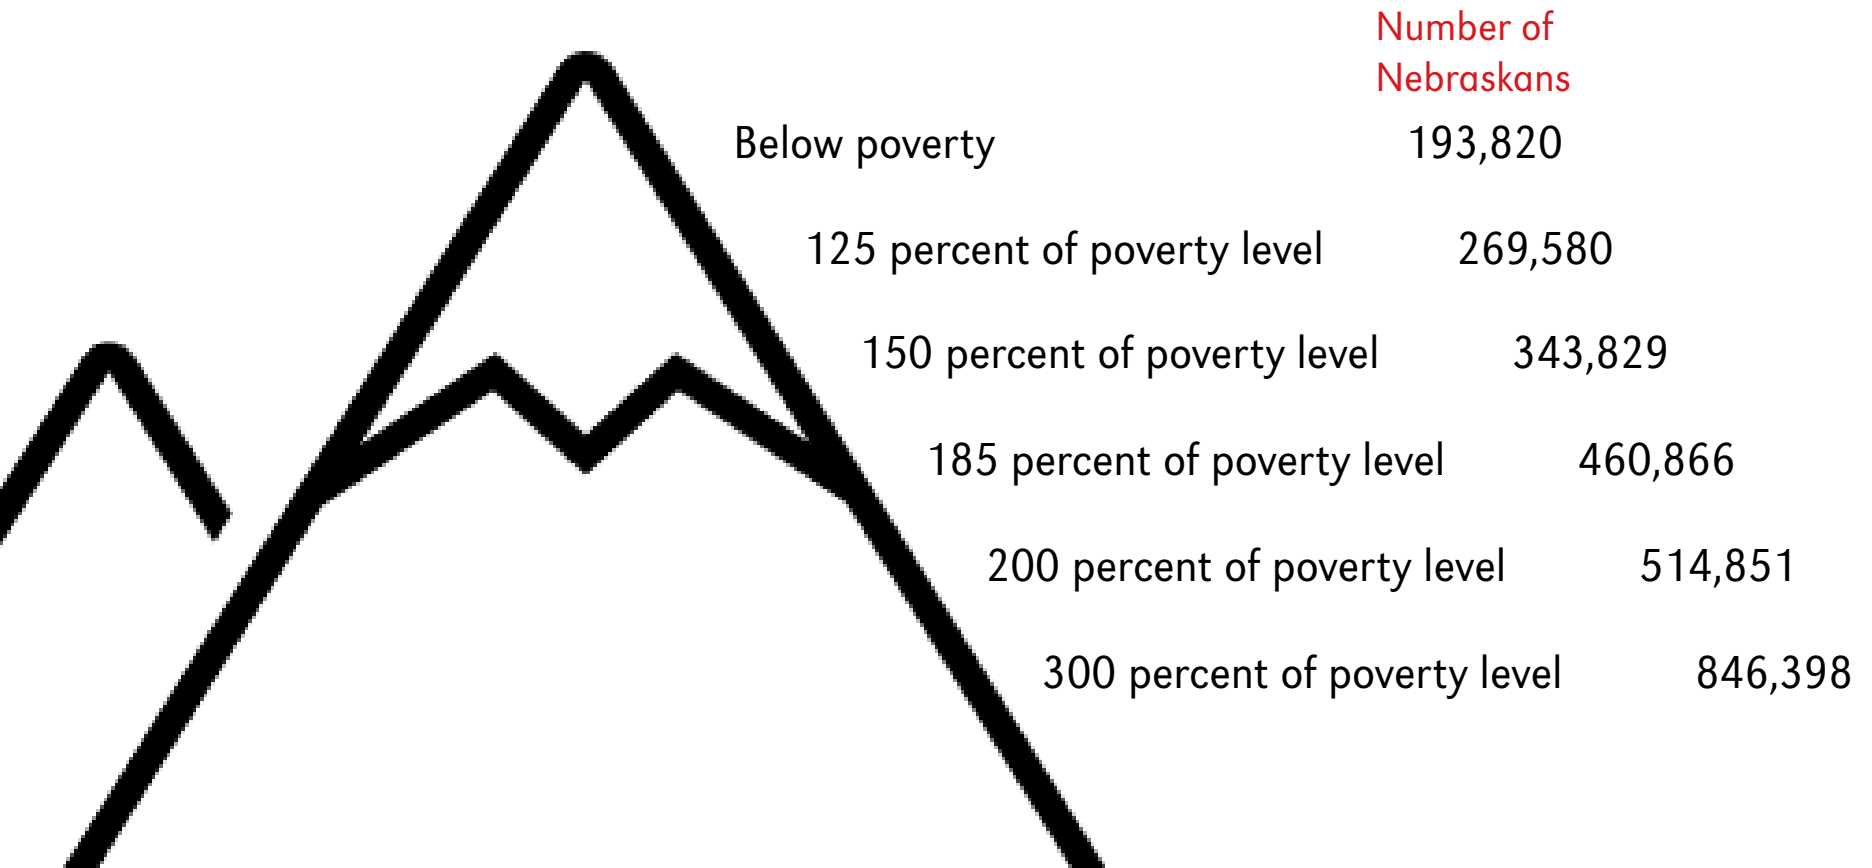 Number of
Nebraskans
Below poverty 193,820
125 percent of poverty level 269,580
150 percent of poverty level 343,829
185 percent of poverty level 460,866
200 percent of poverty level 514,851
300 percent of poverty level 846,398